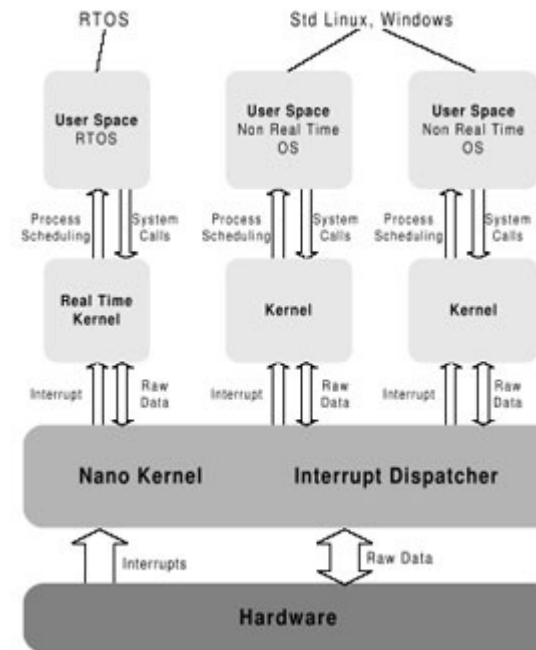 RTOS
Std Linux, Windows
User Space
RTOS
User Space
Non Real Time
OS
User Space
Non Real Time
OS
Process
Scheduling
System
Calls
Process
Scheduling
System
Calls
Process
Scheduling
System
Calls
Real Time
Kernel
Kernel
Kernel
Interrupt
Raw
Data
Interrupt
Raw
Data
Interrupt
Raw
Data
Nano Kernel
Interrupt Dispatcher
Interrupts
Raw Data
Hardware